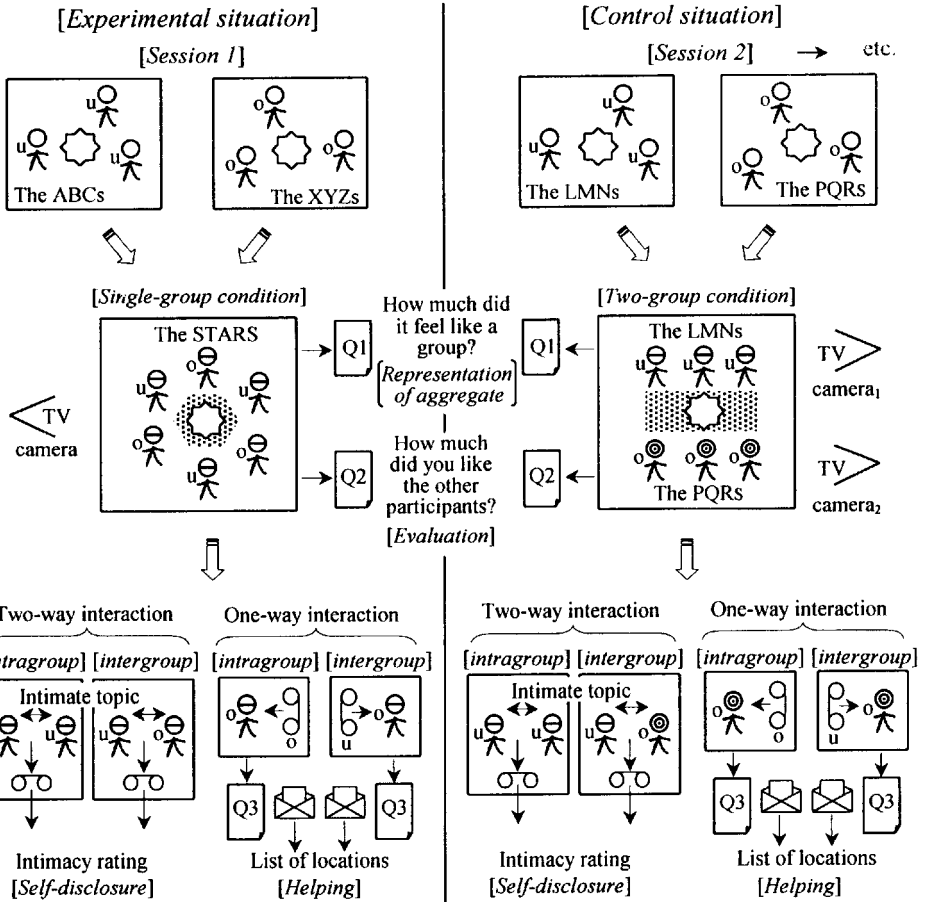 [Experimental situation]
[Control situation]
[Session 1]
[Session 2] → etc.
u
u
u
The ABCs
o
o
o
The XYZs
u
u
u
The LMNs
o
o
o
The PQRs
[Single-group condition]
[Two-group condition]
The STARS
o
u
u
o
o
u
TV
camera
Q1
Q2
How much did
it feel like a
group?
[Representation
of aggregate]
How much
did you like
the other
participants?
[Evaluation]
Q1
Q2
The LMNs
u u u
o o o
The PQRs
TV
camera1
TV
camera2
Two-way interaction
One-way interaction
Two-way interaction
One-way interaction
intragroup] [intergroup]
[intragroup] [intergroup]
[intragroup] [intergroup]
[intragroup] [intergroup]
Intimate topic
u u o
o o
u o
Q3
Q3
Intimate topic
u u u o
o o
u o
Q3
Q3
Intimacy rating
[Self-disclosure]
List of locations
[Helping]
Intimacy rating
[Self-disclosure]
List of locations
[Helping]